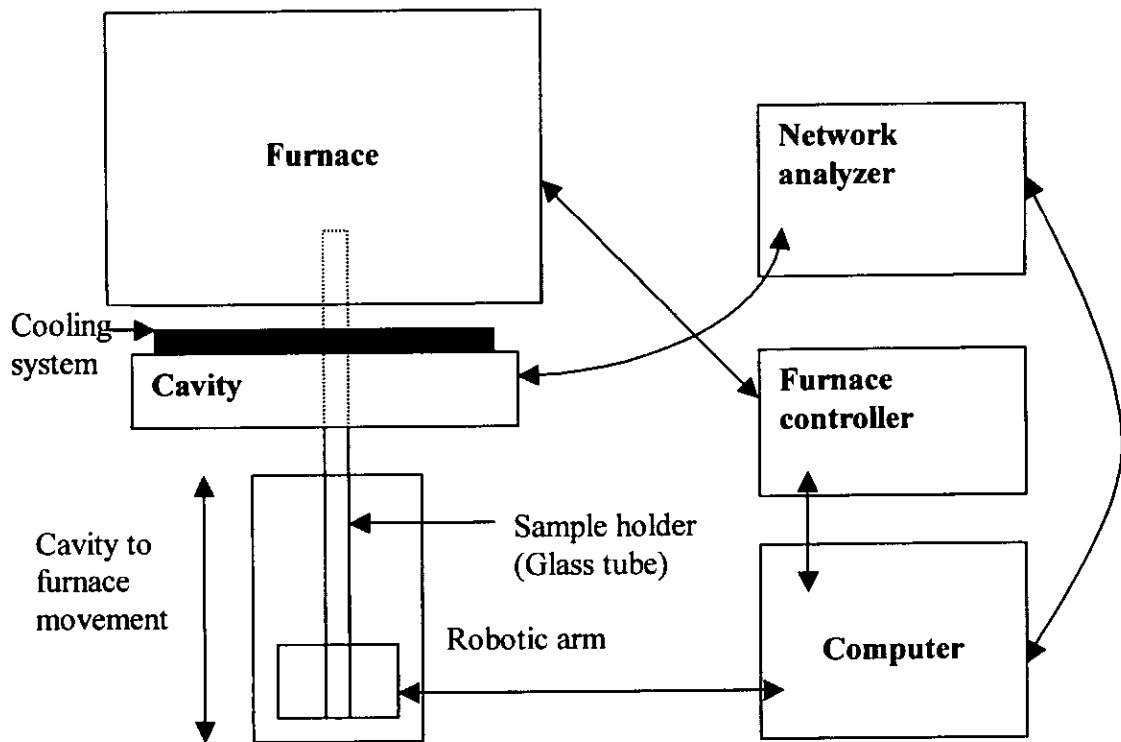 Furnace
Network
analyzer
Cooling
system
Cavity
Furnace
controller
Cavity to
furnace
movement
Sample holder
(Glass tube)
Robotic arm
Computer